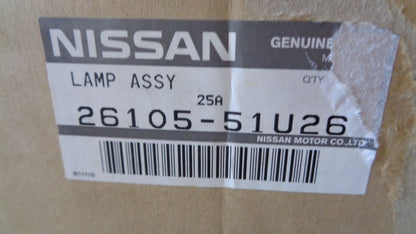 NISSAN GENUINE
LAMP ASSY QTY
25A
26105-51U26
NISSAN MOTOR CO.,LTD.